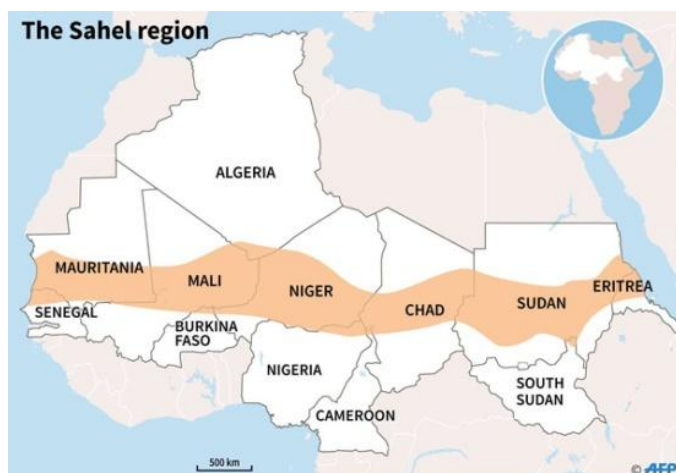 The Sahel region
ALGERIA
MAURITANIA
MALI
NIGER
CHAD
SUDAN
ERITREA
SENEGAL
BURKINA
FASO
NIGERIA
CAMEROON
SOUTH
SUDAN
500 km
© AFP